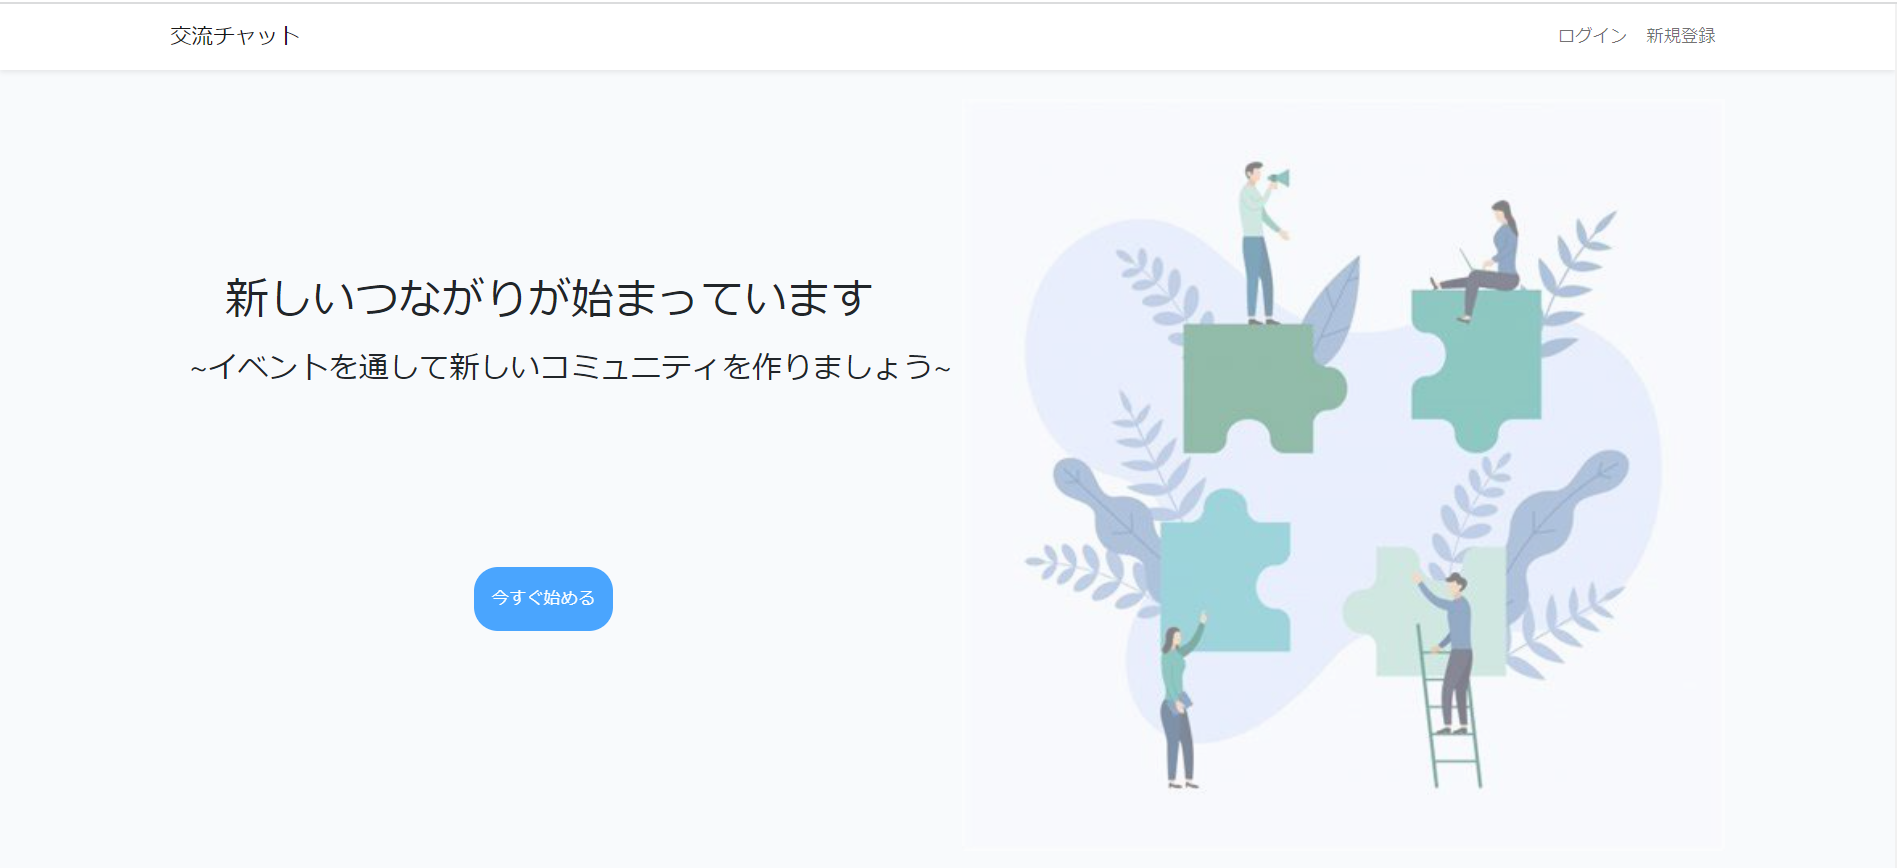 交流チャット
ログイン 新規登録
新しいつながりが始まっています
~イベントを通して新しいコミュニティを作りましょう~
今すぐ始める